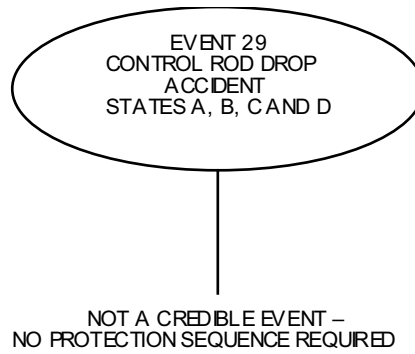 EVENT 29
CONTROL ROD DROP
ACCIDENT
STATES A, B, C AND D
NOT A CREDIBLE EVENT –
NO PROTECTION SEQUENCE REQUIRED